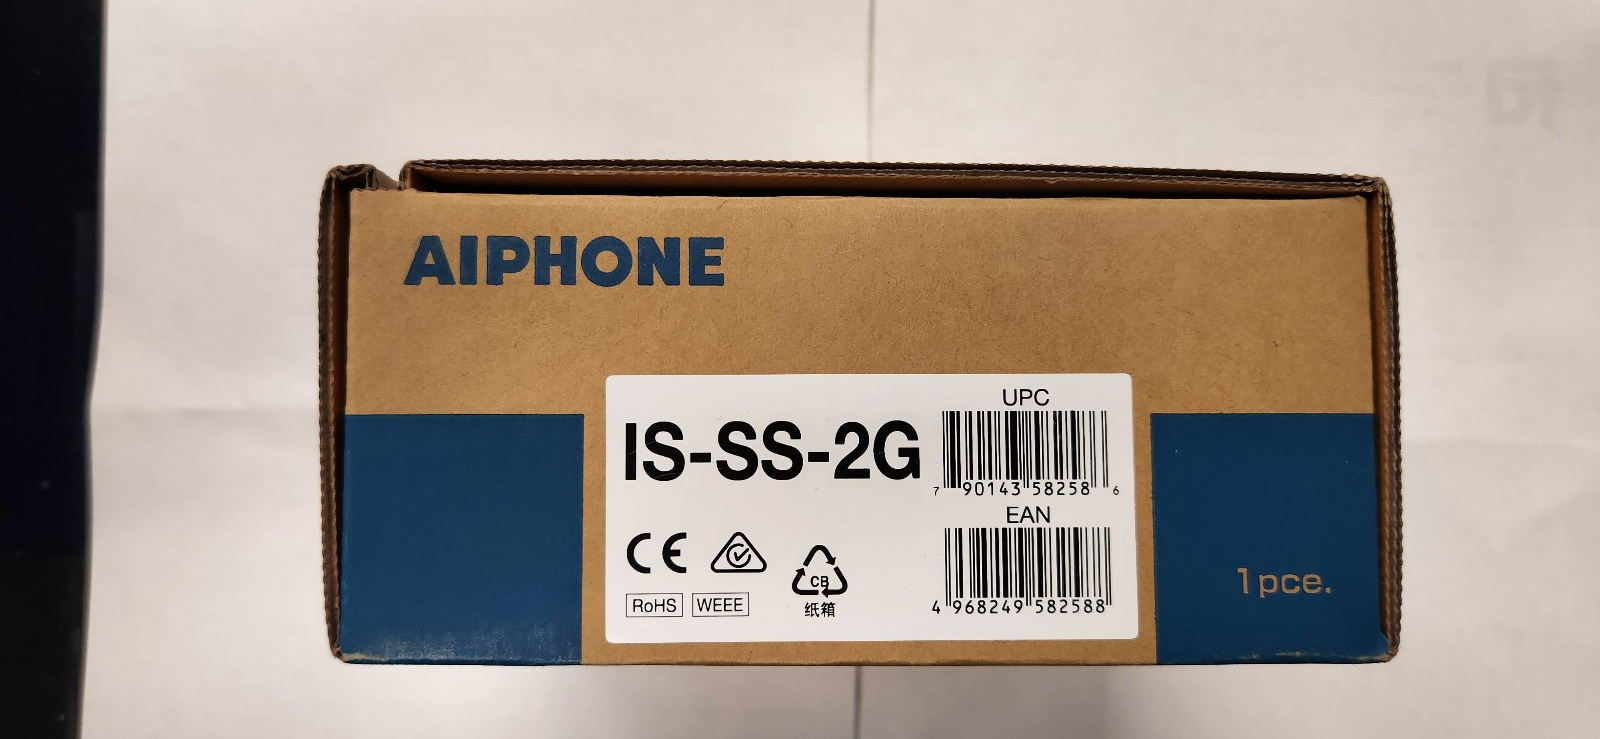 AIPHONE
IS-SS-2G
UPC
7 90143 58258 6
EAN
4 968249 582588
CE
RoHS WEEE
CB
纸箱
1pce.